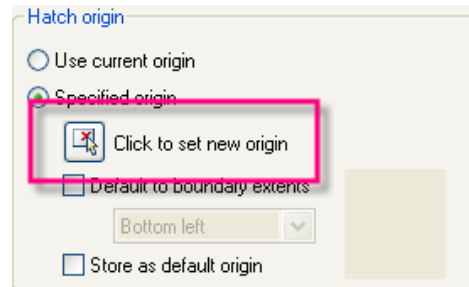 Hatch origin
Use current origin
Specified origin
Click to set new origin
Default to boundary extents
Bottom left
Store as default origin